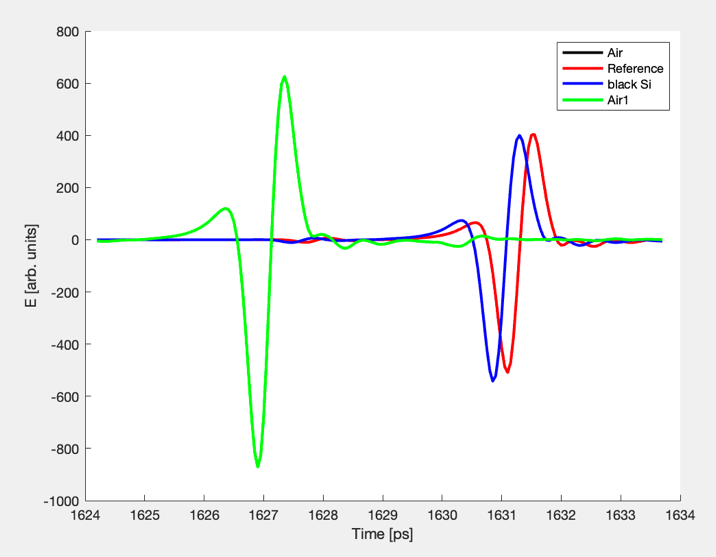 800
600
400
200
0
-200
-400
-600
-800
-1000
E [arb. units]
Air
Reference
black Si
Air1
1624 1625 1626 1627 1628 1629 1630 1631 1632 1633 1634
Time [ps]